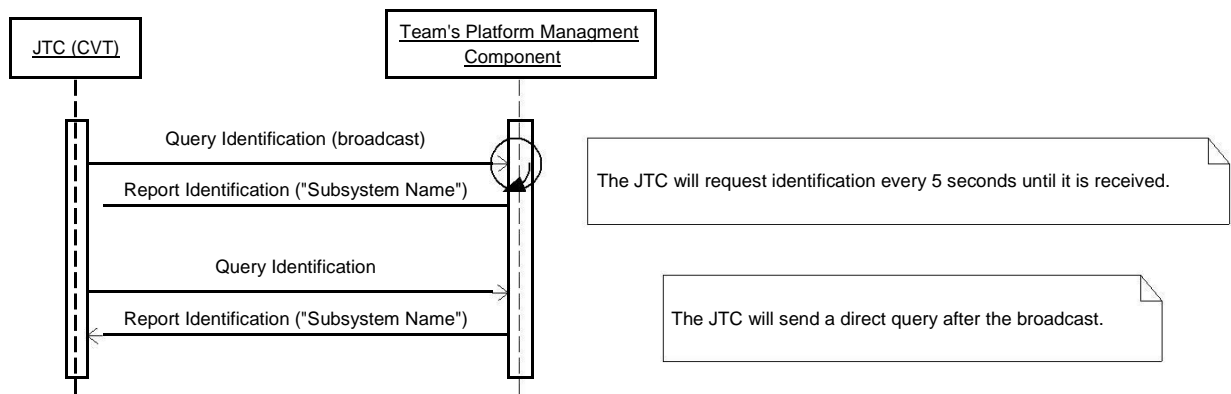 JTC (CVT)
Team's Platform Managment
Component
Query Identification (broadcast)
Report Identification ("Subsystem Name")
The JTC will request identification every 5 seconds until it is received.
Query Identification
Report Identification ("Subsystem Name")
The JTC will send a direct query after the broadcast.